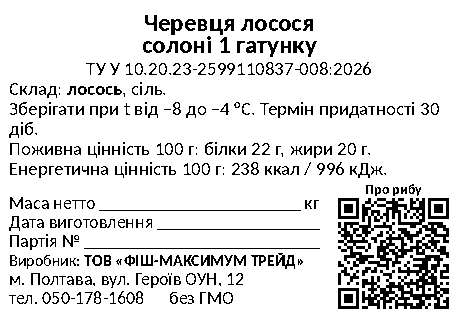 Черевця лосося
солоні 1 гатунку
ТУ У 10.20.23-2599110837-008:2026
Склад: лосось, сіль.
Зберігати при t від −8 до −4 °С. Термін придатності 30
діб.
Поживна цінність 100 г: білки 22 г, жири 20 г.
Енергетична цінність 100 г: 238 ккал / 996 кДж.
Про рибу
Маса нетто ______________________ кг
Дата виготовлення __________________
Партія № __________________________
Виробник: ТОВ «ФІШ-МАКСИМУМ ТРЕЙД»
м. Полтава, вул. Героїв ОУН, 12
тел. 050-178-1608 без ГМО